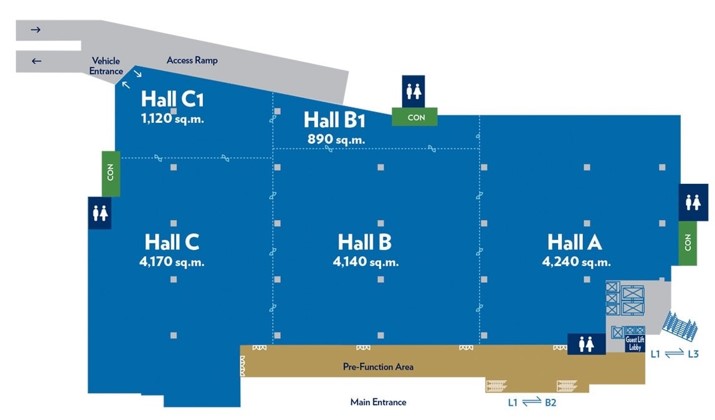 Vehicle
Entrance
Access Ramp
Hall C1
1,120 sq.m.
Hall B1
890 sq.m.
CON
CON
Hall C
4,170 sq.m.
Hall B
4,140 sq.m.
Hall A
4,240 sq.m.
CON
Guest Lift
Lobby
L1 ⇌ L3
Pre-Function Area
Main Entrance
L1 ⇌ B2